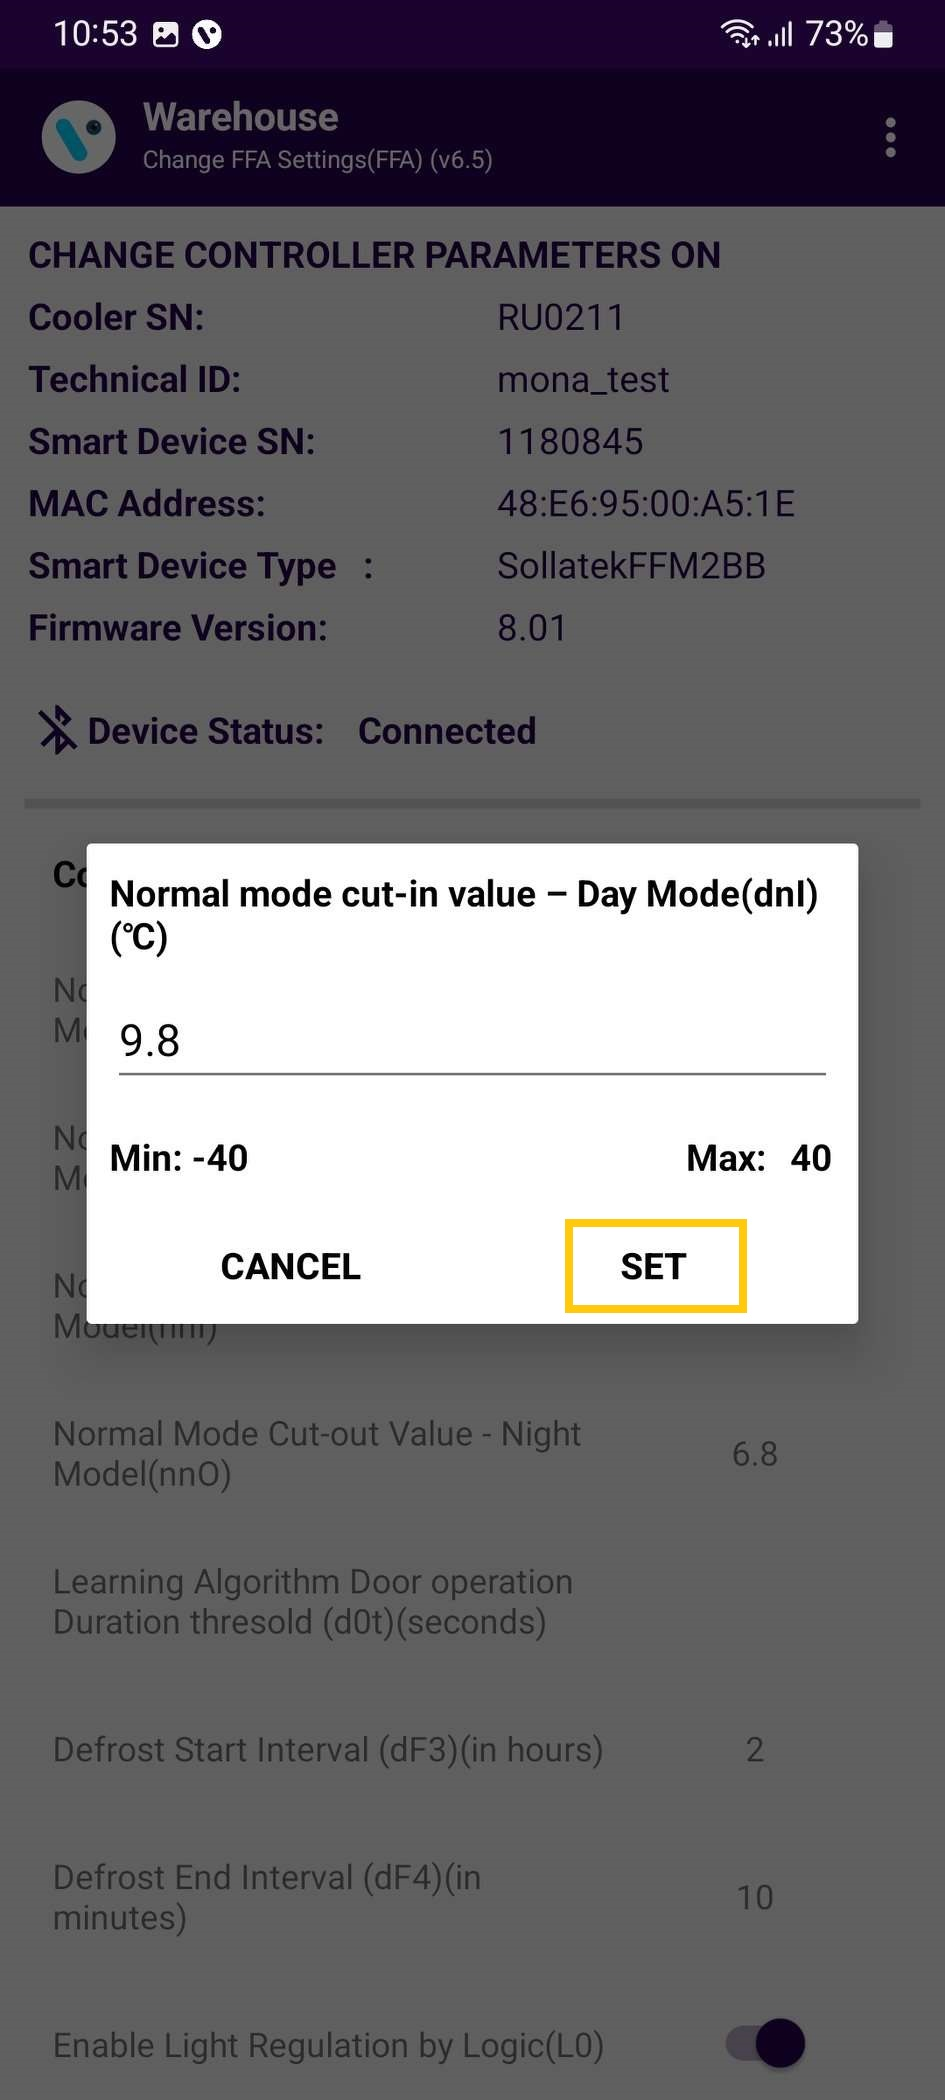 10:53 73%
Warehouse
Change FFA Settings(FFA) (v6.5)
CHANGE CONTROLLER PARAMETERS ON
Cooler SN: RU0211
Technical ID: mona_test
Smart Device SN: 1180845
MAC Address: 48:E6:95:00:A5:1E
Smart Device Type : SollatekFFM2BB
Firmware Version: 8.01
Device Status: Connected
Normal mode cut-in value – Day Mode(dnI)
(°C)
9.8
Min: -40 Max: 40
CANCEL SET
Model(nnI)
Normal Mode Cut-out Value - Night
Model(nnO) 6.8
Learning Algorithm Door operation
Duration thresold (d0t)(seconds)
Defrost Start Interval (dF3)(in hours) 2
Defrost End Interval (dF4)(in
minutes) 10
Enable Light Regulation by Logic(L0)